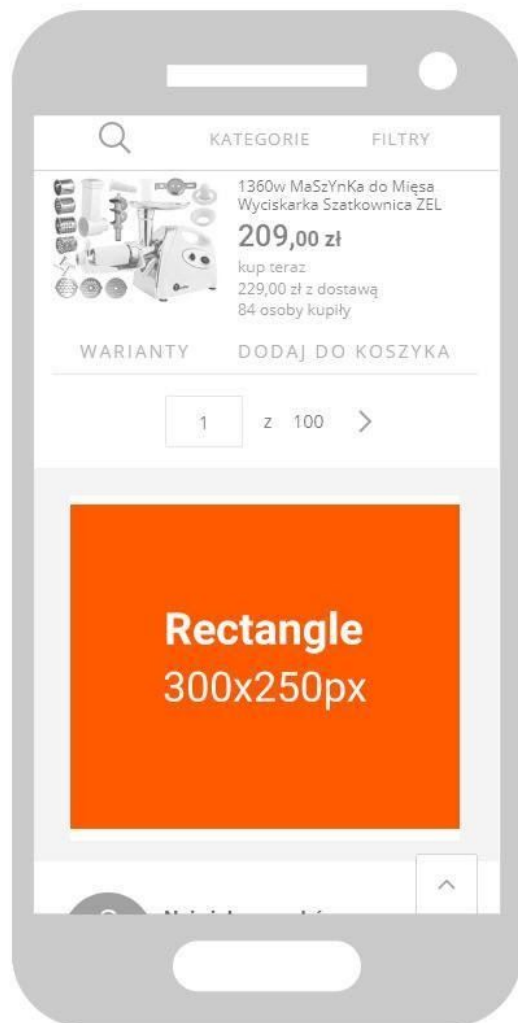 KATEGORIE FILTRY
1360w MaSzYnKa do Mięsa
Wyciskarka Szatkownica ZEL
209,00 zł
kup teraz
229,00 zł z dostawą
84 osoby kupiły
WARIANTY DODAJ DO KOSZYKA
1 z 100
Rectangle
300x250px